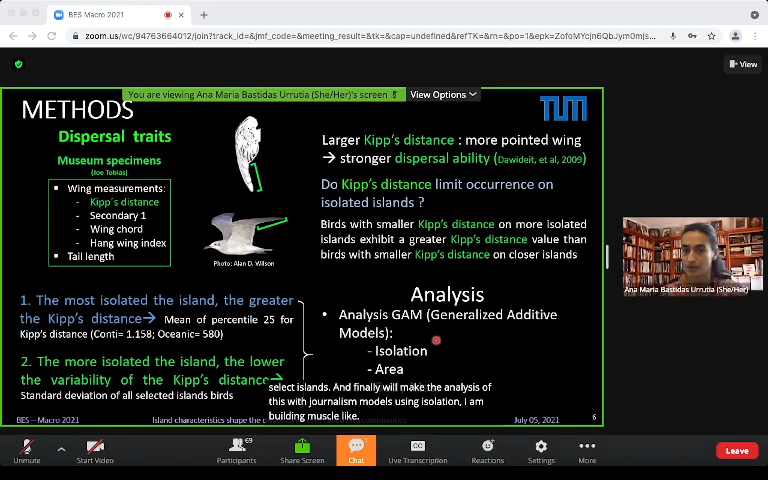 BES Macro 2021
zoom.us/wc/94763664012/join?track_id=&jmf_code=&meeting_result=&tk=&cap=undefined&refTK=&rn=&po=1&epk=ZofoMYcjn6QbJym0mjs...
View
You are viewing Ana Maria Bastidas Urrutia (She/Her)'s screen
View Options
METHODS
TUM
Dispersal traits
Museum specimens
(Joe Tobias)
Wing measurements:
- Kipp´s distance
- Secondary 1
- Wing chord
- Hang wing index
Tail length
Photo: Alan D. Wilson
Larger Kipp's distance : more pointed wing
→ stronger dispersal ability (Dawideit, et al, 2009)
Do Kipp's distance limit occurrence on
isolated islands ?
Birds with smaller Kipp's distance on more isolated
islands exhibit a greater Kipp's distance value than
birds with smaller Kipp's distance on closer islands
1. The most isolated the island, the greater
the Kipp's distance→ Mean of percentile 25 for
Kipp's distance (Conti= 1.158; Oceanic= 580)
2. The more isolated the island, the lower
the variability of the Kipp's distance→
Standard deviation of all selected islands birds
Analysis
• Analysis GAM (Generalized Additive
Models):
- Isolation
- Area
select islands. And finally will make the analysis of
this with journalism models using isolation, I am
building muscle like.
BES – Macro 2021
Island characteristics shape the
communities
July 05, 2021
6
Ana Maria Bastidas Urrutia (She/Her)
Unmute
Start Video
69
Participants
Share Screen
1
Chat
CC
Live Transcription
Reactions
Settings
More
Leave